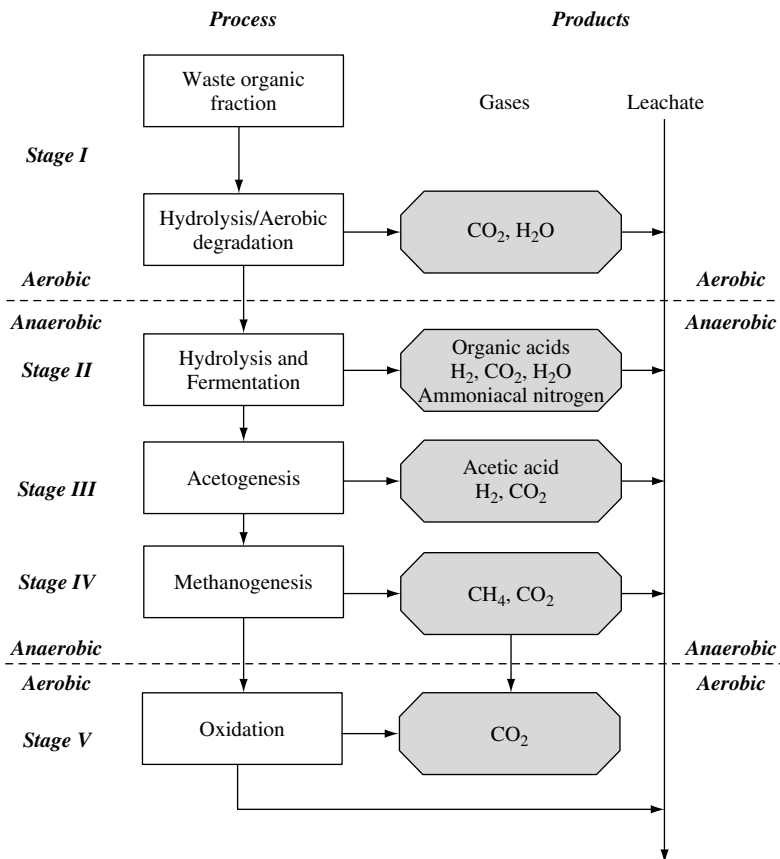 Process
Products
Waste organic
fraction
Gases
Leachate
Stage I
Hydrolysis/Aerobic
degradation
CO₂, H₂O
Aerobic
Aerobic
Anaerobic
Anaerobic
Stage II
Hydrolysis and
Fermentation
Organic acids
H₂, CO₂, H₂O
Ammoniacal nitrogen
Stage III
Acetogenesis
Acetic acid
H₂, CO₂
Stage IV
Methanogenesis
CH₄, CO₂
Anaerobic
Anaerobic
Aerobic
Aerobic
Stage V
Oxidation
CO₂